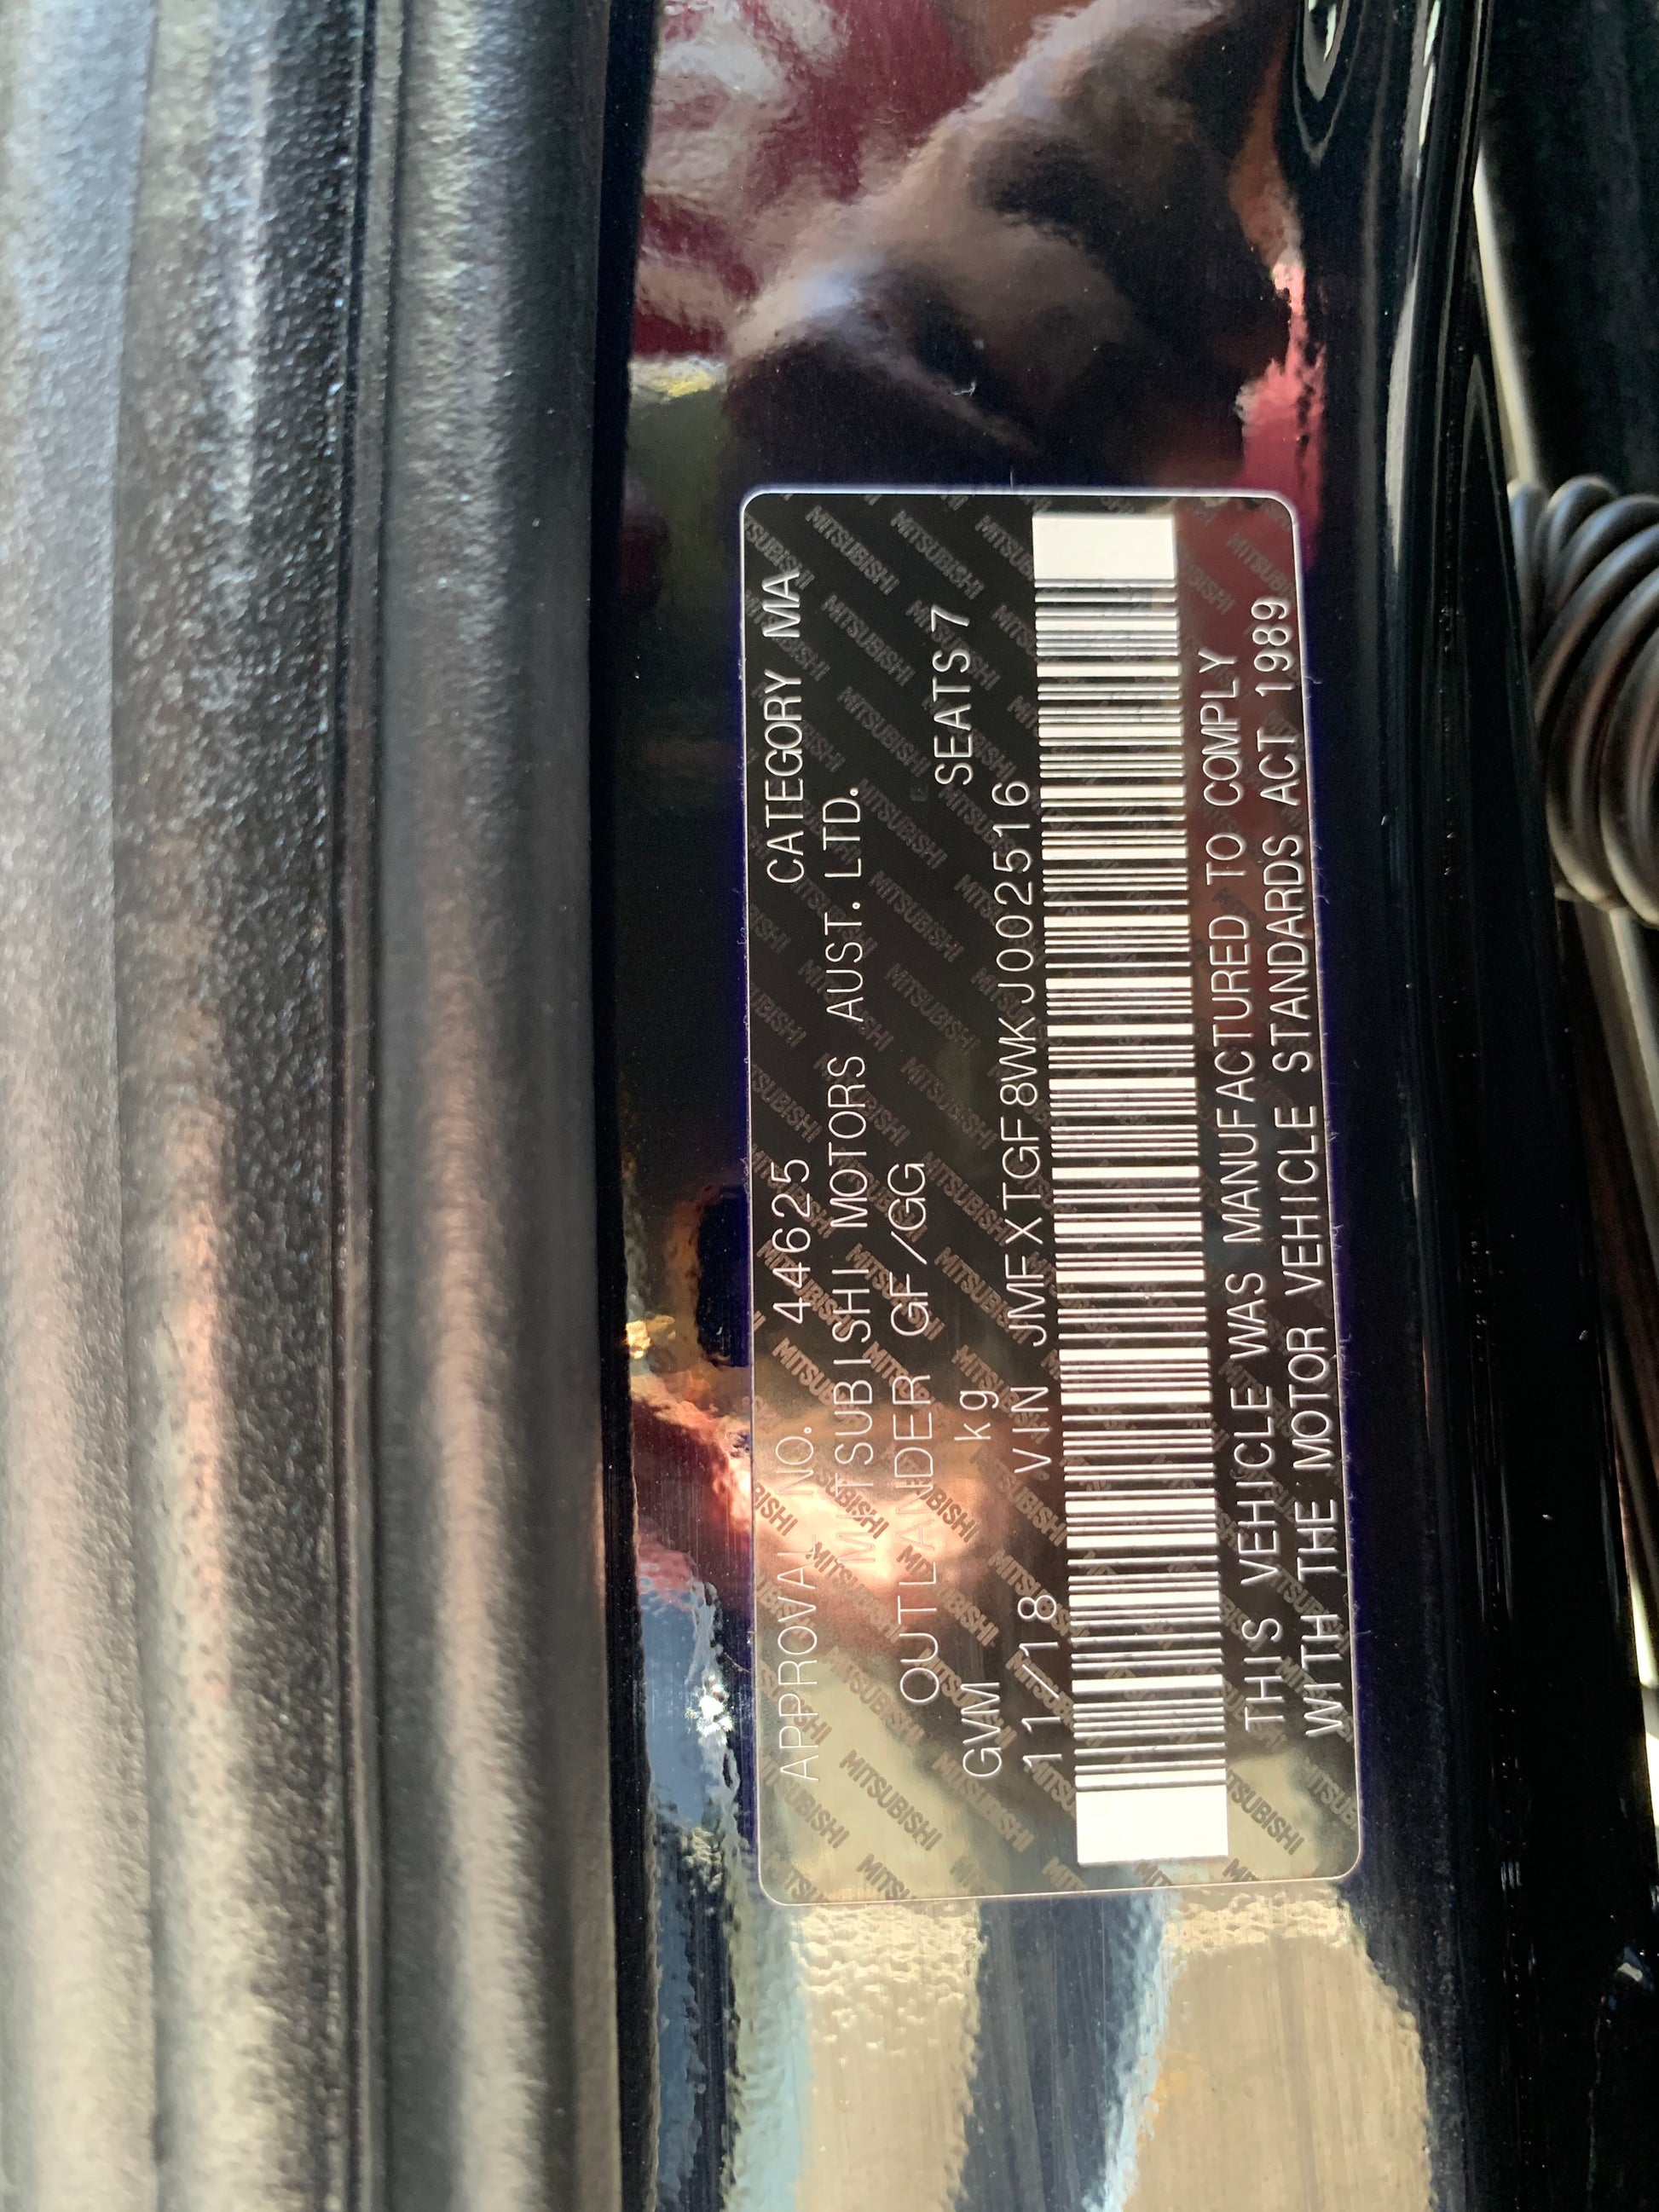 APPROVAL NO. 44625 CATEGORY MA
MITSUBISHI MOTORS AUST. LTD.
OUTLANDER GF/GG
GVM kg SEATS 7
11/18 VIN JMFXTGF8WKJ002516
THIS VEHICLE WAS MANUFACTURED TO COMPLY
WITH THE MOTOR VEHICLE STANDARDS ACT 1989
MITSUBISHI